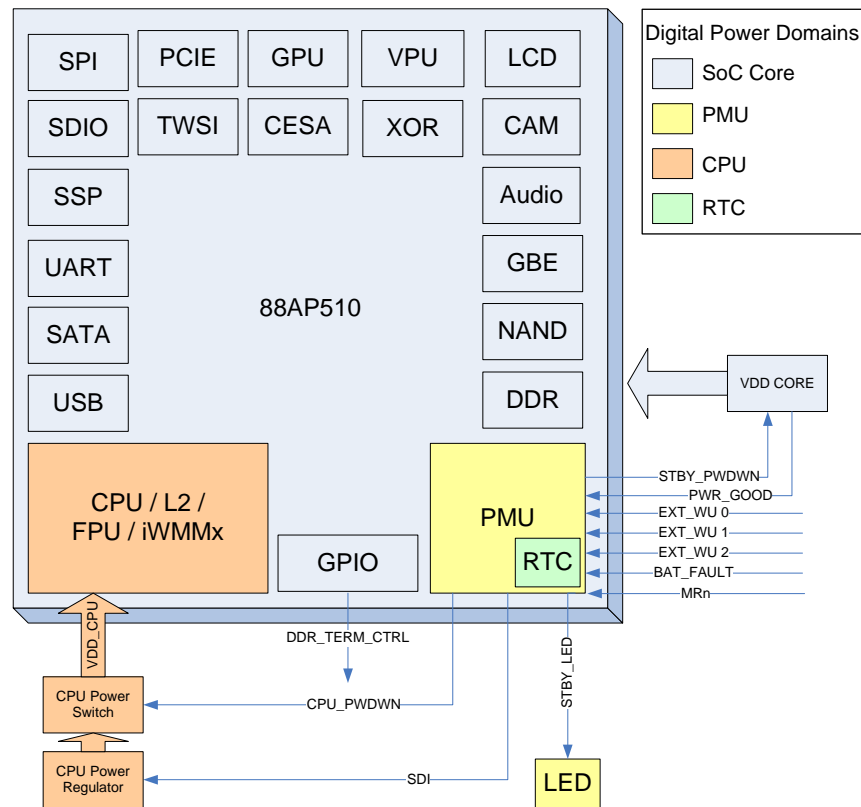 SPI
PCIE
GPU
VPU
LCD
SDIO
TWSI
CESA
XOR
CAM
SSP
Audio
UART
GBE
88AP510
SATA
NAND
USB
DDR
CPU / L2 /
FPU / iWMMx
GPIO
PMU
RTC
Digital Power Domains
SoC Core
PMU
CPU
RTC
VDD CORE
STBY_PWDWN
PWR_GOOD
EXT_WU 0
EXT_WU 1
EXT_WU 2
BAT_FAULT
MRn
VDD_CPU
DDR_TERM_CTRL
STBY_LED
CPU Power
Switch
CPU_PWDWN
CPU Power
Regulator
SDI
LED